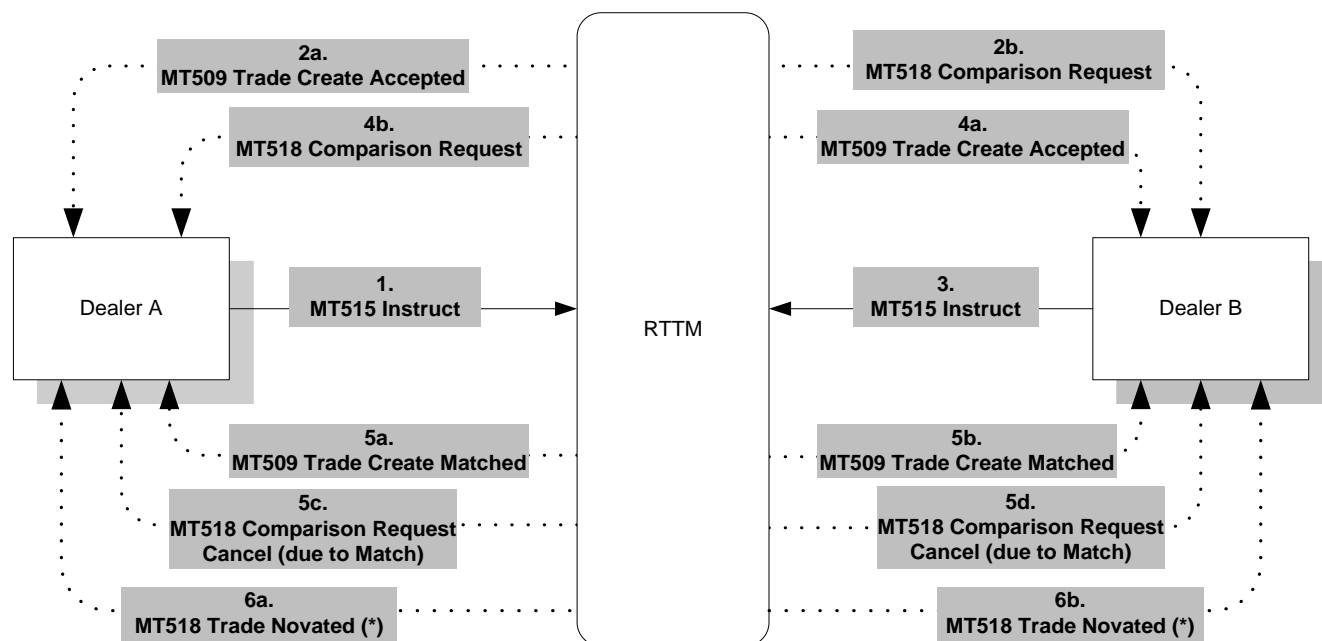 2a.
MT509 Trade Create Accepted
2b.
MT518 Comparison Request
4b.
MT518 Comparison Request
4a.
MT509 Trade Create Accepted
Dealer A
1.
MT515 Instruct
RTTM
3.
MT515 Instruct
Dealer B
5a.
MT509 Trade Create Matched
5b.
MT509 Trade Create Matched
5c.
MT518 Comparison Request
Cancel (due to Match)
5d.
MT518 Comparison Request
Cancel (due to Match)
6a.
MT518 Trade Novated (*)
6b.
MT518 Trade Novated (*)